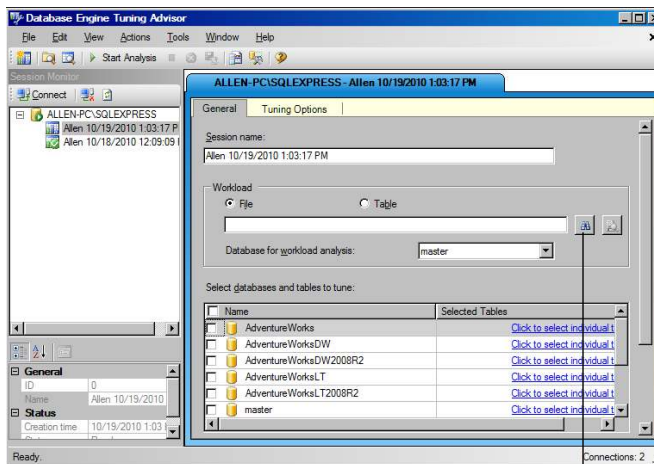 Database Engine Tuning Advisor
File Edit View Actions Tools Window Help
Start Analysis
Session Monitor
Connect
ALLEN-PC\SQLEXPRESS
Allen 10/19/2010 1:03:17 P
Allen 10/18/2010 12:09:09
General
ID 0
Name Allen 10/19/2010
Status
Creation time 10/19/2010 1:03
ALLEN-PC\SQLEXPRESS - Allen 10/19/2010 1:03:17 PM
General Tuning Options
Session name:
Allen 10/19/2010 1:03:17 PM
Workload
File Table
Database for workload analysis: master
Select databases and tables to tune:
Name Selected Tables
AdventureWorks Click to select individual t
AdventureWorksDW Click to select individual t
AdventureWorksDW2008R2 Click to select individual t
AdventureWorksLT Click to select individual t
AdventureWorksLT2008R2 Click to select individual t
master Click to select individual t
Ready. Connections: 2